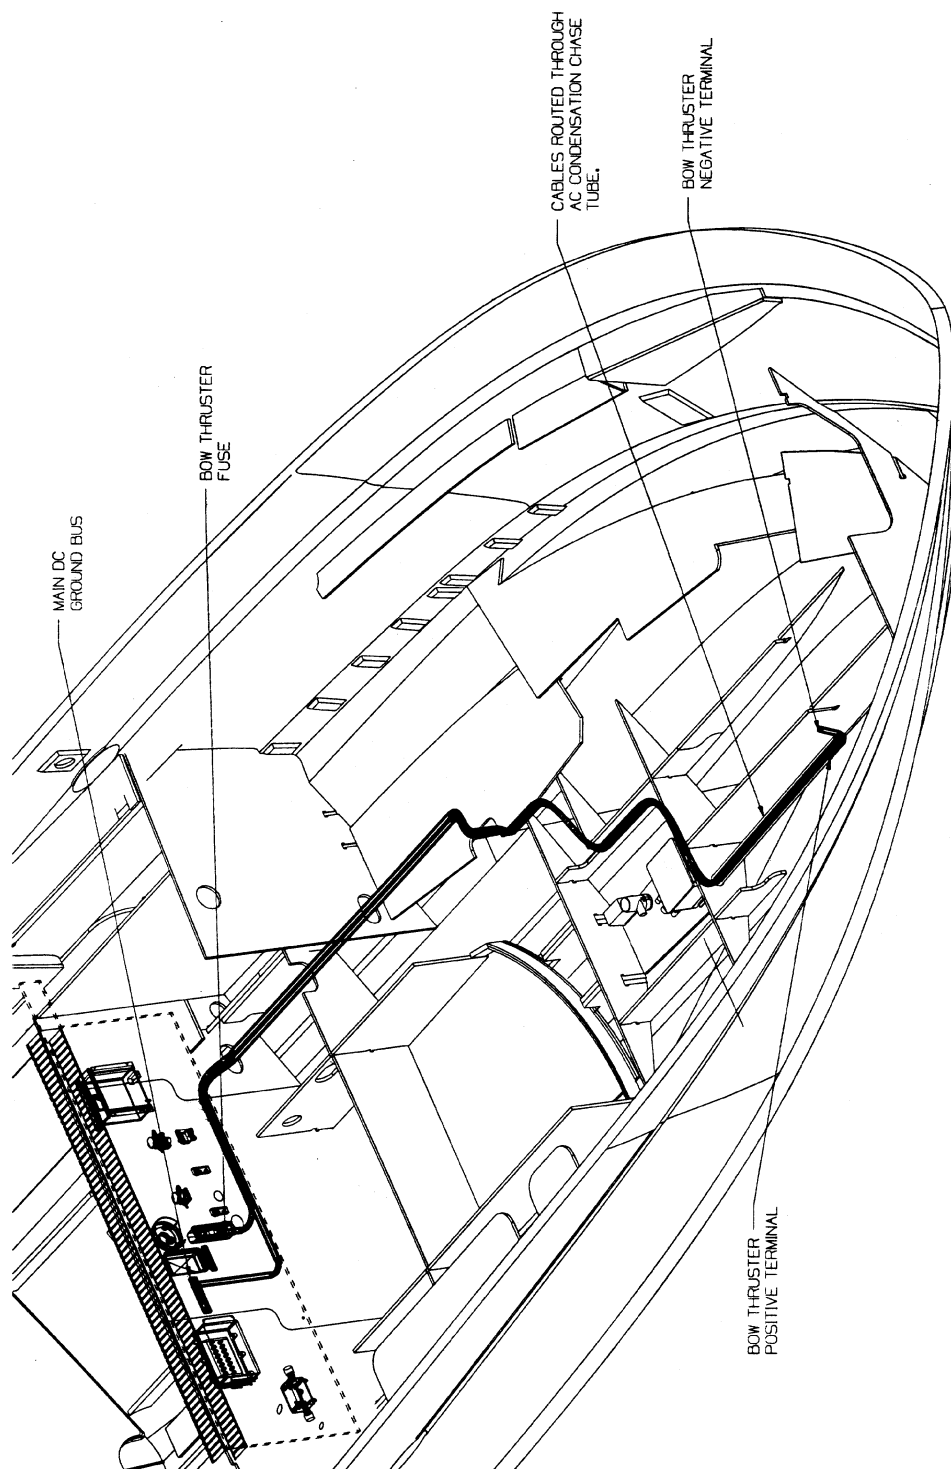 MAIN DC
GROUND BUS
BOW THRUSTER
FUSE
CABLES ROUTED THROUGH
AC CONDENSATION CHASE
TUBE.
BOW THRUSTER
NEGATIVE TERMINAL
BOW THRUSTER
POSITIVE TERMINAL